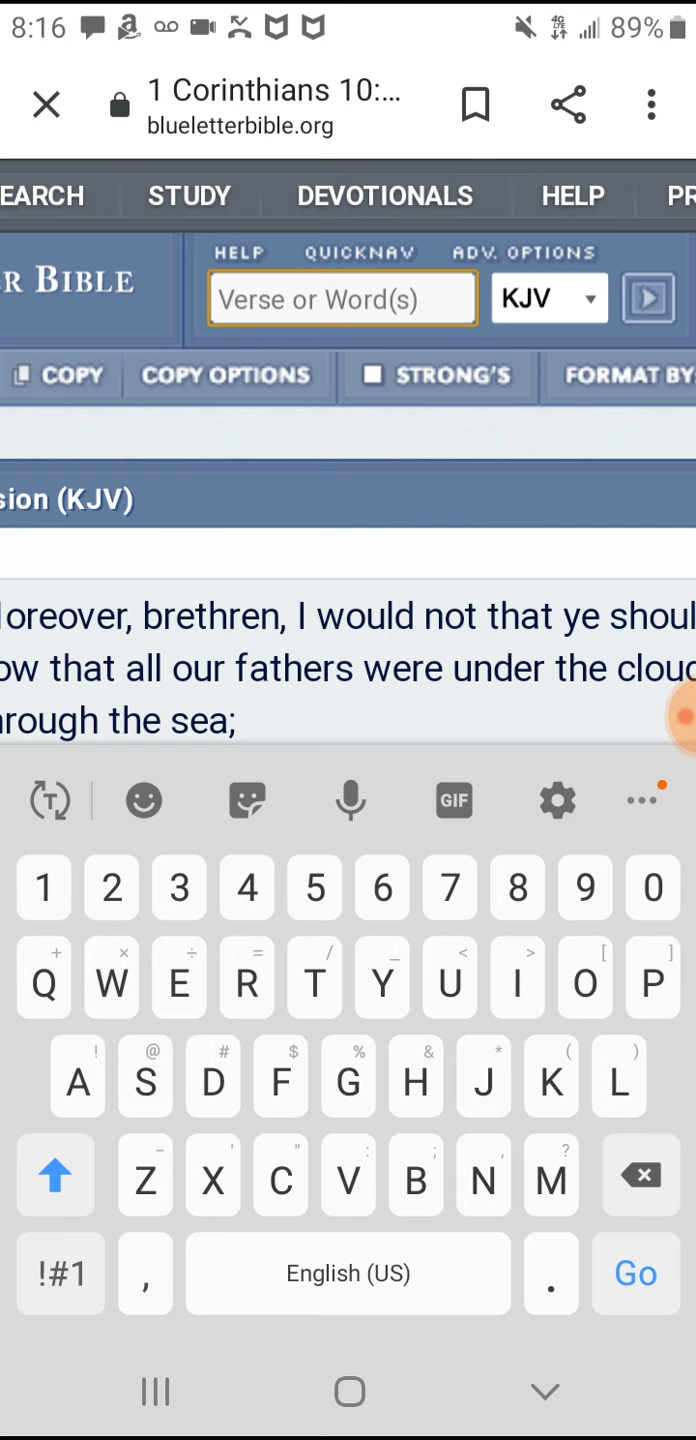 8:16 89%
1 Corinthians 10:...
blueletterbible.org
EARCH STUDY DEVOTIONALS HELP PR
HELP QUICKNAV ADV. OPTIONS
R BIBLE Verse or Word(s) KJV
COPY COPY OPTIONS STRONG'S FORMAT BY
sion (KJV)
oreover, brethren, I would not that ye shoul
ow that all our fathers were under the clou
rough the sea;
T GIF
1 2 3 4 5 6 7 8 9 0
+ × ÷ = / _ < > [ ]
Q W E R T Y U I O P
! @ # $ % & * ( )
A S D F G H J K L
- ' " : ; , ?
Z X C V B N M
!#1 , English (US) . Go